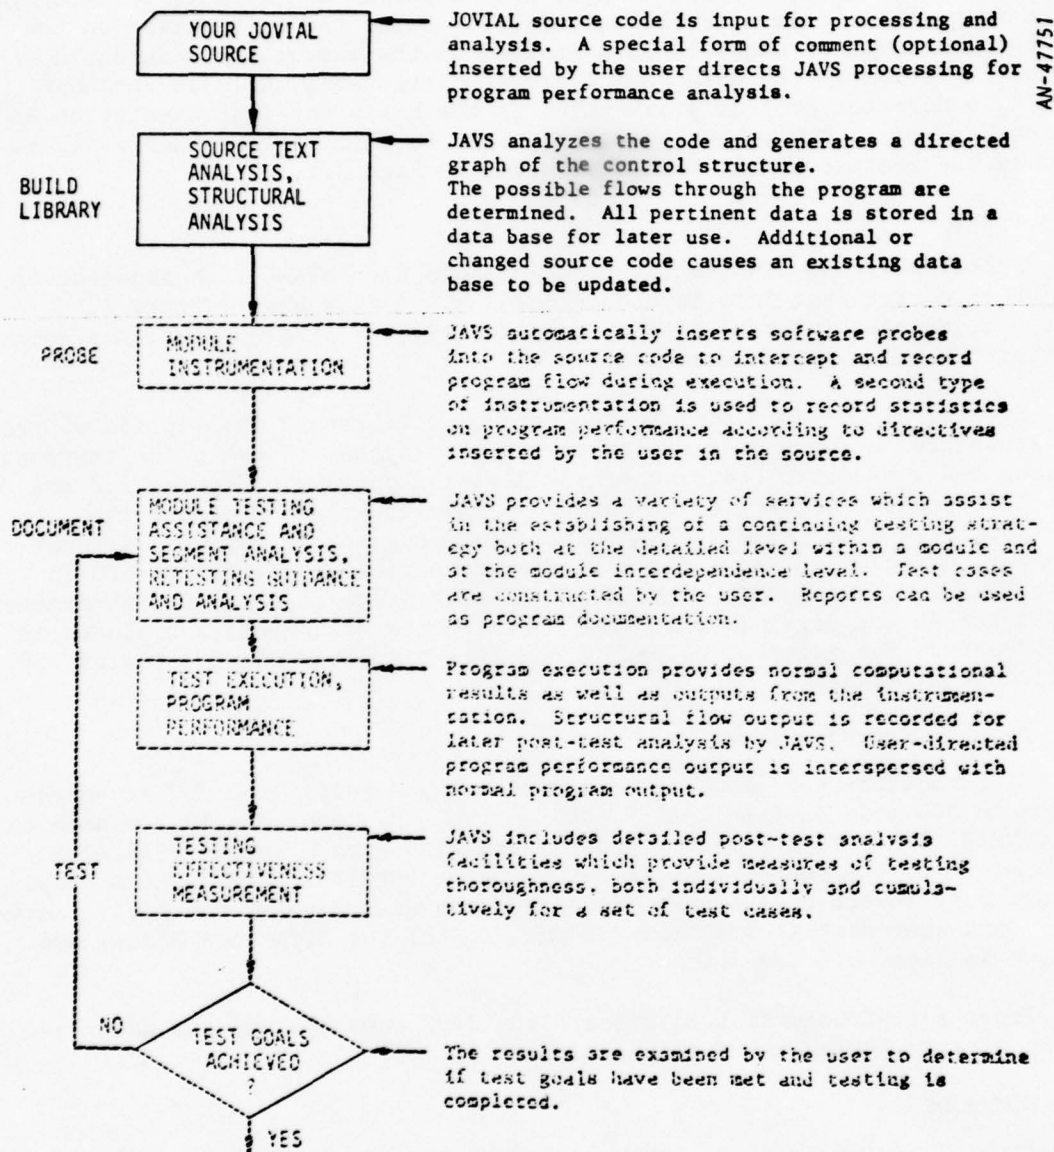 YOUR JOVIAL
SOURCE
JOVIAL source code is input for processing and
analysis. A special form of comment (optional)
inserted by the user directs JAVS processing for
program performance analysis.
AN-47751
BUILD
LIBRARY
SOURCE TEXT
ANALYSIS,
STRUCTURAL
ANALYSIS
JAVS analyzes the code and generates a directed
graph of the control structure.
The possible flows through the program are
determined. All pertinent data is stored in a
data base for later use. Additional or
changed source code causes an existing data
base to be updated.
PROBE
MODULE
INSTRUMENTATION
JAVS automatically inserts software probes
into the source code to intercept and record
program flow during execution. A second type
of instrumentation is used to record statistics
on program performance according to directives
inserted by the user in the source.
DOCUMENT
MODULE TESTING
ASSISTANCE AND
SEGMENT ANALYSIS,
RETESTING GUIDANCE
AND ANALYSIS
JAVS provides a variety of services which assist
in the establishing of a continuing testing strat-
egy both at the detailed level within a module and
at the module interdependence level. Test cases
are constructed by the user. Reports can be used
as program documentation.
TEST EXECUTION,
PROGRAM
PERFORMANCE
Program execution provides normal computational
results as well as outputs from the instrumen-
tation. Structural flow output is recorded for
later post-test analysis by JAVS. User-directed
program performance output is interspersed with
normal program output.
TEST
TESTING
EFFECTIVENESS
MEASUREMENT
JAVS includes detailed post-test analysis
facilities which provide measures of testing
thoroughness, both individually and cumula-
tively for a set of test cases.
NO
TEST GOALS
ACHIEVED
?
The results are examined by the user to determine
if test goals have been met and testing is
completed.
YES